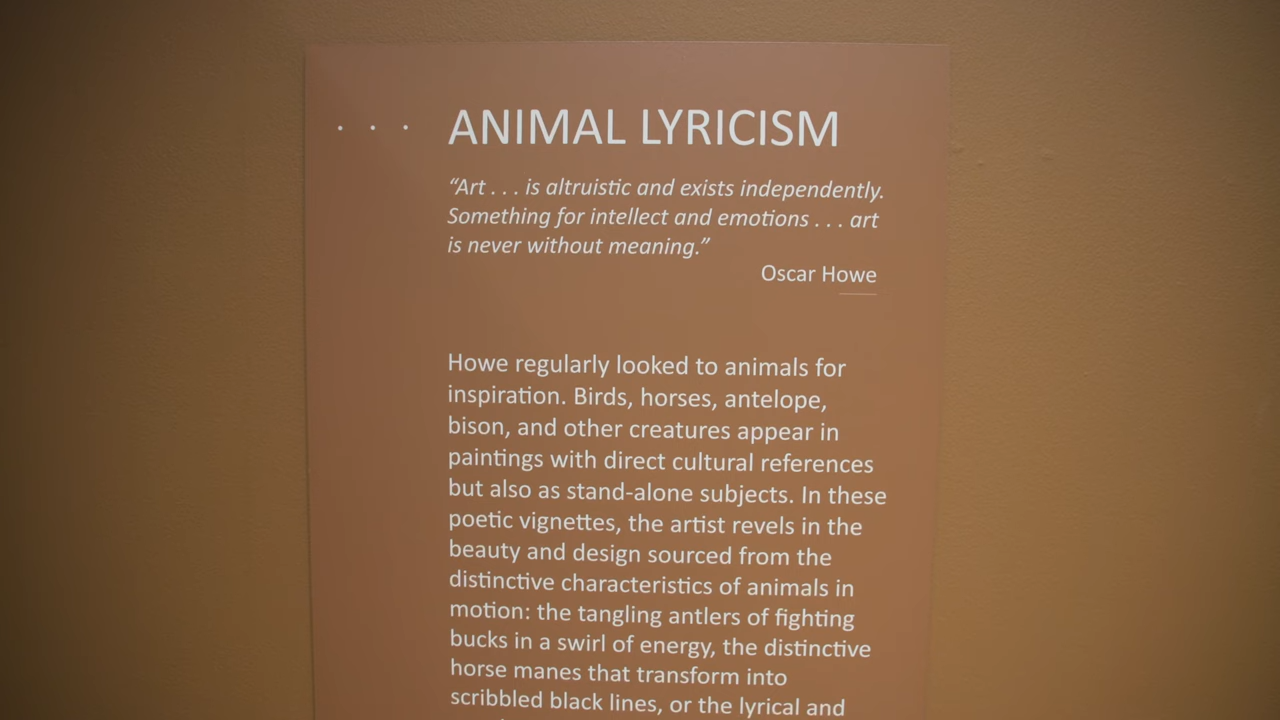 . . . ANIMAL LYRICISM
“Art . . . is altruistic and exists independently.
Something for intellect and emotions . . . art
is never without meaning.”
Oscar Howe
Howe regularly looked to animals for
inspiration. Birds, horses, antelope,
bison, and other creatures appear in
paintings with direct cultural references
but also as stand-alone subjects. In these
poetic vignettes, the artist revels in the
beauty and design sourced from the
distinctive characteristics of animals in
motion: the tangling antlers of fighting
bucks in a swirl of energy, the distinctive
horse manes that transform into
scribbled black lines, or the lyrical and